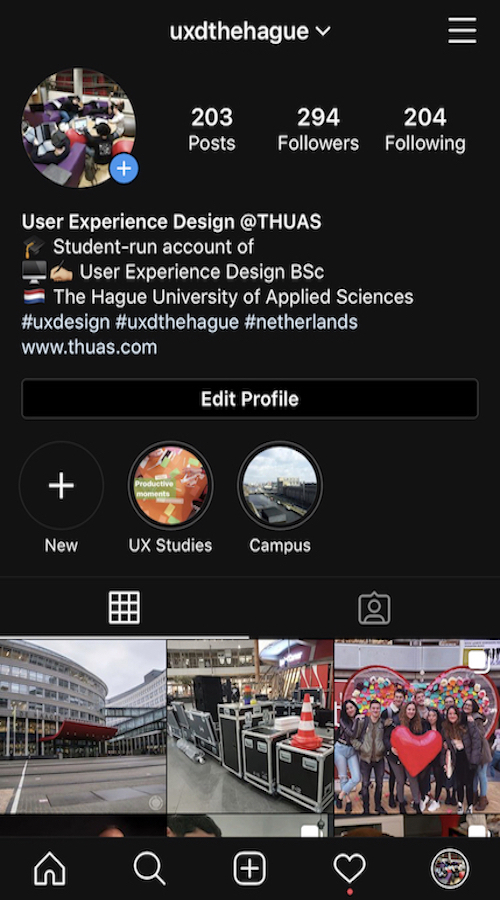 uxdthehague
203
294
204
Posts
Followers
Following
User Experience Design @THUAS
Student-run account of
User Experience Design BSc
The Hague University of Applied Sciences
#uxdesign #uxdthehague #netherlands
www.thuas.com
Edit Profile
Productive
moments
New
UX Studies
Campus